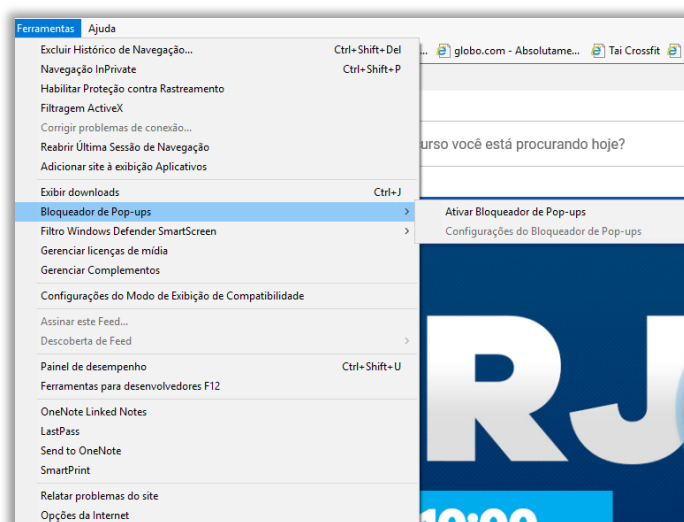 Ferramentas Ajuda
Excluir Histórico de Navegação... Ctrl+Shift+Del
Navegação InPrivate Ctrl+Shift+P
Habilitar Proteção contra Rastreamento
Filtragem ActiveX
Corrigir problemas de conexão...
Reabrir Última Sessão de Navegação
Adicionar site à exibição Aplicativos
Exibir downloads Ctrl+J
Bloqueador de Pop-ups >
Filtro Windows Defender SmartScreen >
Gerenciar licenças de mídia
Gerenciar Complementos
Configurações do Modo de Exibição de Compatibilidade
Assinar este Feed...
Descoberta de Feed >
Painel de desempenho Ctrl+Shift+U
Ferramentas para desenvolvedores F12
OneNote Linked Notes
LastPass
Send to OneNote
SmartPrint
Relatar problemas do site
Opções da Internet
... globo.com - Absolutame... Tai Crossfit
urso você está procurando hoje?
Ativar Bloqueador de Pop-ups
Configurações do Bloqueador de Pop-ups
RJ
10:00